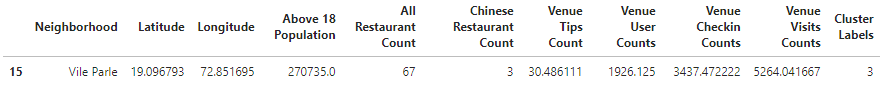 Neighborhood Latitude Longitude Above 18 Population All Restaurant Count Chinese Restaurant Count Venue Tips Count Venue User Counts Venue Checkin Counts Venue Visits Counts Cluster Labels
15 Vile Parle 19.096793 72.851695 270735.0 67 3 30.486111 1926.125 3437.472222 5264.041667 3